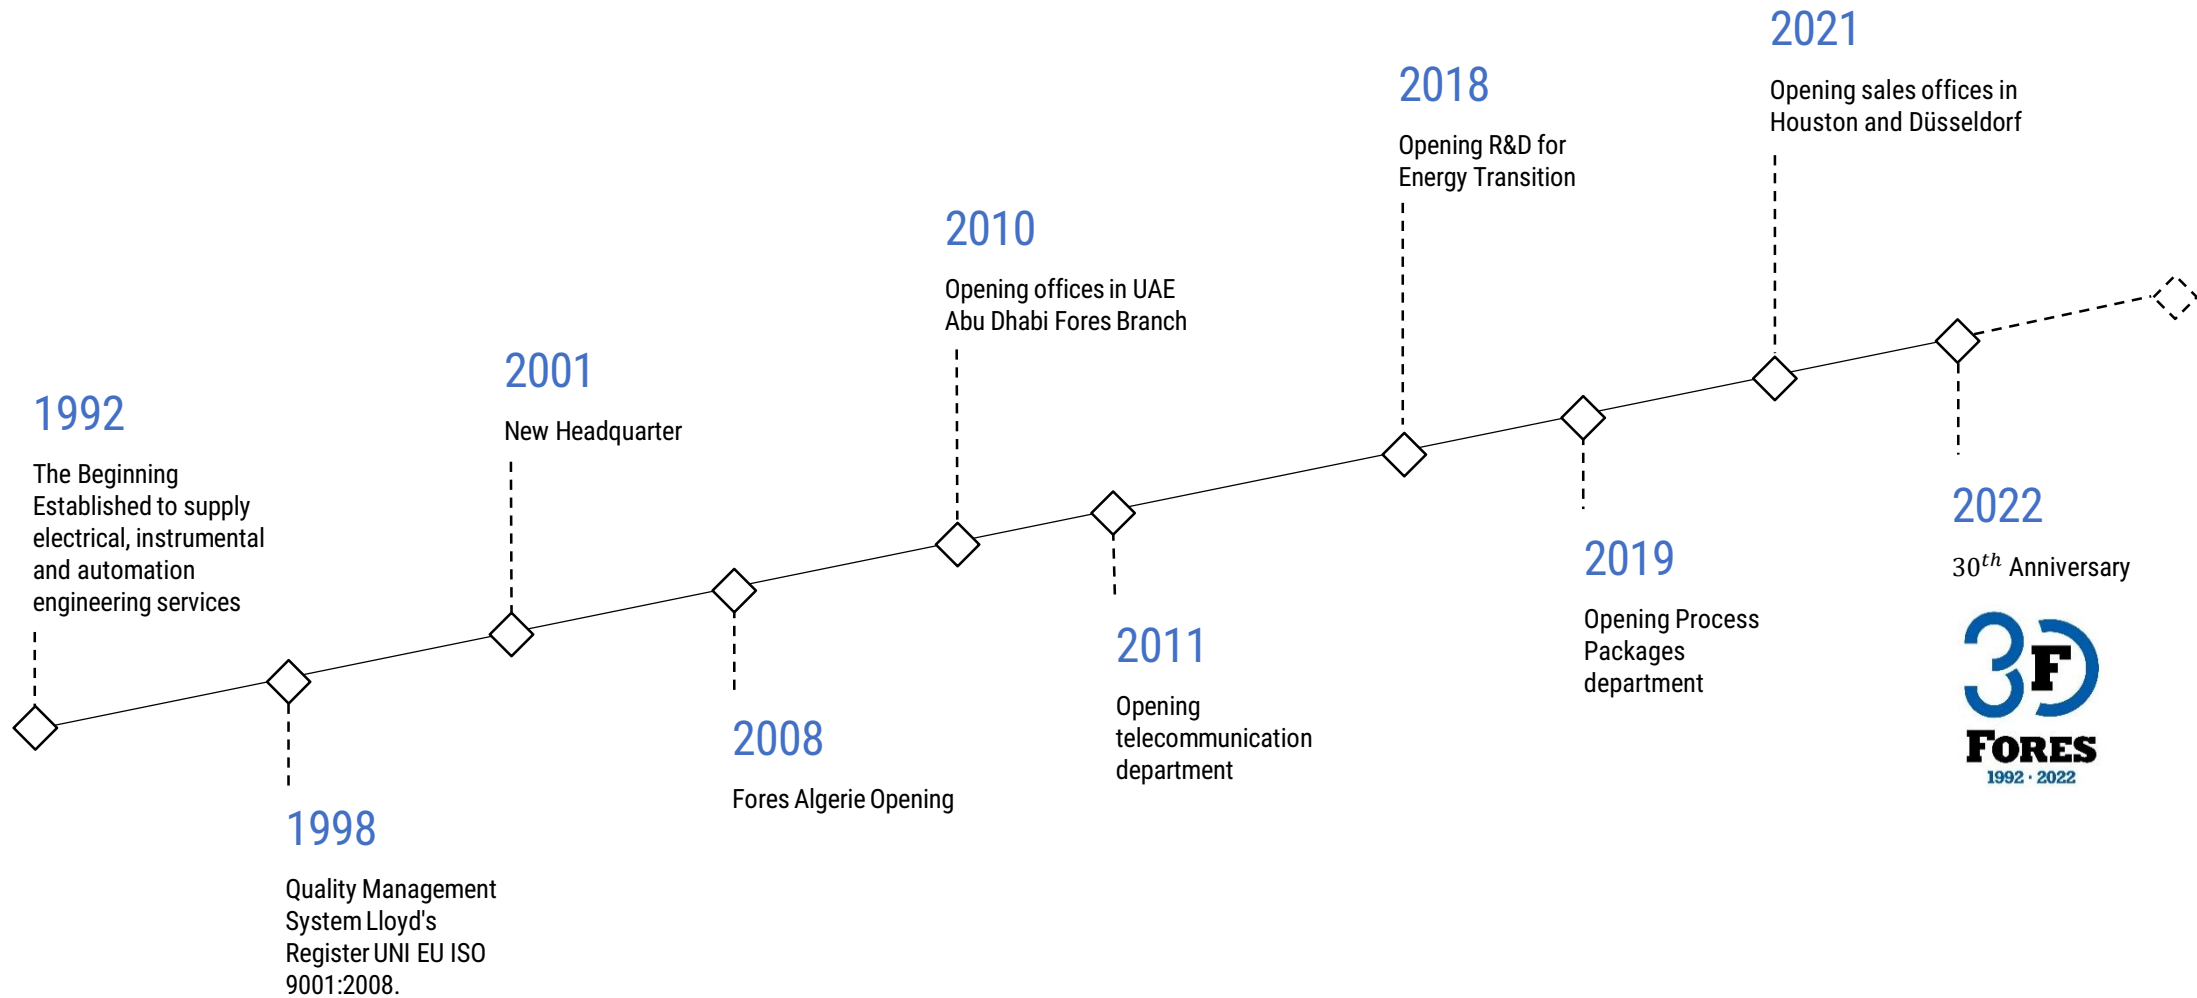 1992
The Beginning
Established to supply
electrical, instrumental
and automation
engineering services
1998
Quality Management
System Lloyd's
Register UNI EU ISO
9001:2008.
2001
New Headquarter
2008
Fores Algerie Opening
2010
Opening offices in UAE
Abu Dhabi Fores Branch
2011
Opening
telecommunication
department
2018
Opening R&D for
Energy Transition
2019
Opening Process
Packages
department
2021
Opening sales offices in
Houston and Düsseldorf
2022
30th Anniversary
30 F
FORES
1992 · 2022